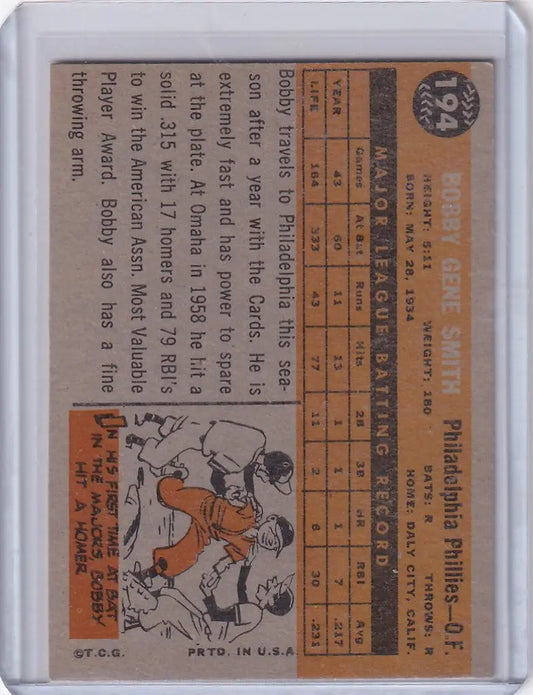 194
BOBBY GENE SMITH Philadelphia Phillies—O.F.
HEIGHT: 5:11 WEIGHT: 180 BATS: R THROWS: R
BORN: MAY 28, 1934 HOME: DALY CITY, CALIF.
MAJOR LEAGUE BATTING RECORD
YEAR Games At Bat Runs Hits 2B 3B HR RBI Avg
YEAR 43 60 11 13 1 1 1 7 .217
LIFE 164 333 43 77 11 2 6 30 .231
Bobby travels to Philadelphia this sea-
son after a year with the Cards. He is
extremely fast and has power to spare
at the plate. At Omaha in 1958 he hit a
solid .315 with 17 homers and 79 RBI's
to win the American Assn. Most Valuable
Player Award. Bobby also has a fine
throwing arm.
IN HIS FIRST TIME AT BAT
IN THE MAJORS, BOBBY
HIT A HOMER.
©T.C.G. PRTD. IN U.S.A.